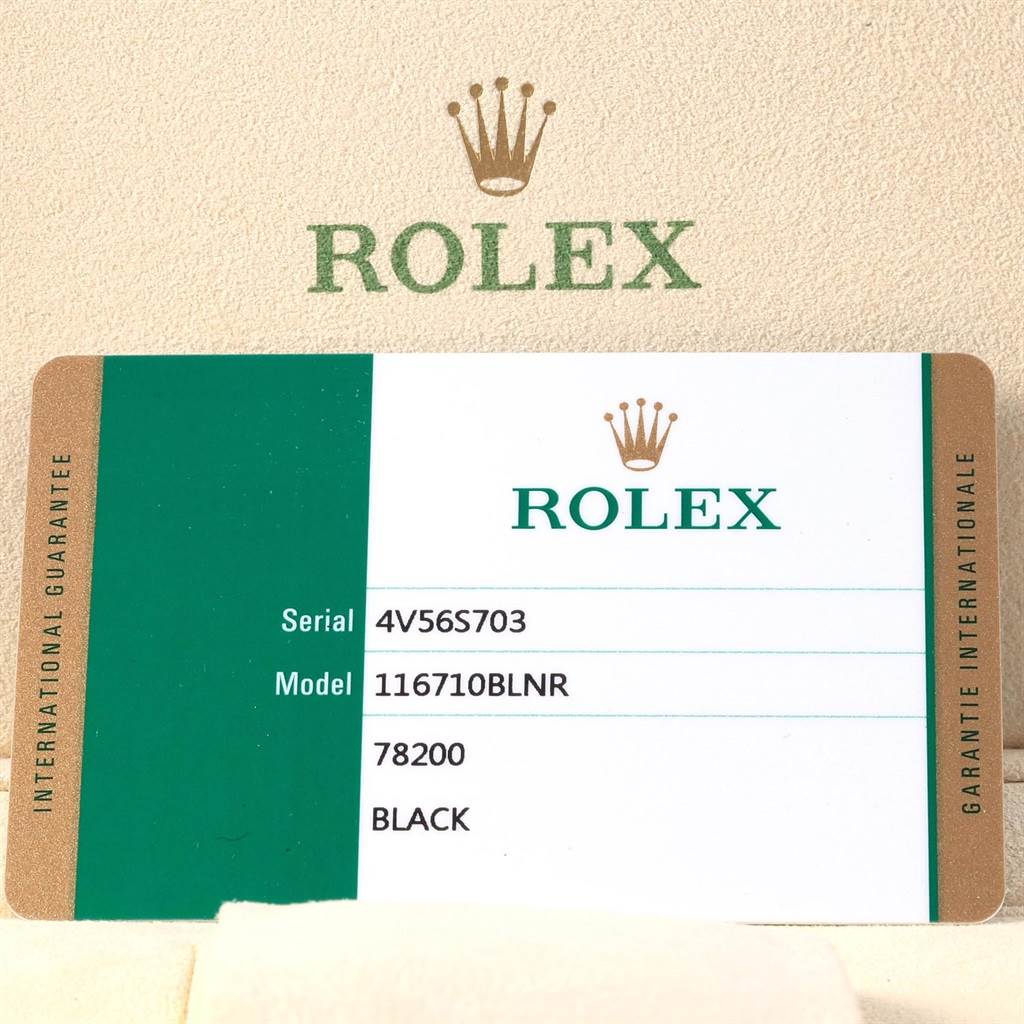 ROLEX
ROLEX
INTERNATIONAL GUARANTEE
Serial 4V56S703
Model 116710BLNR
78200
BLACK
GARANTIE INTERNATIONALE